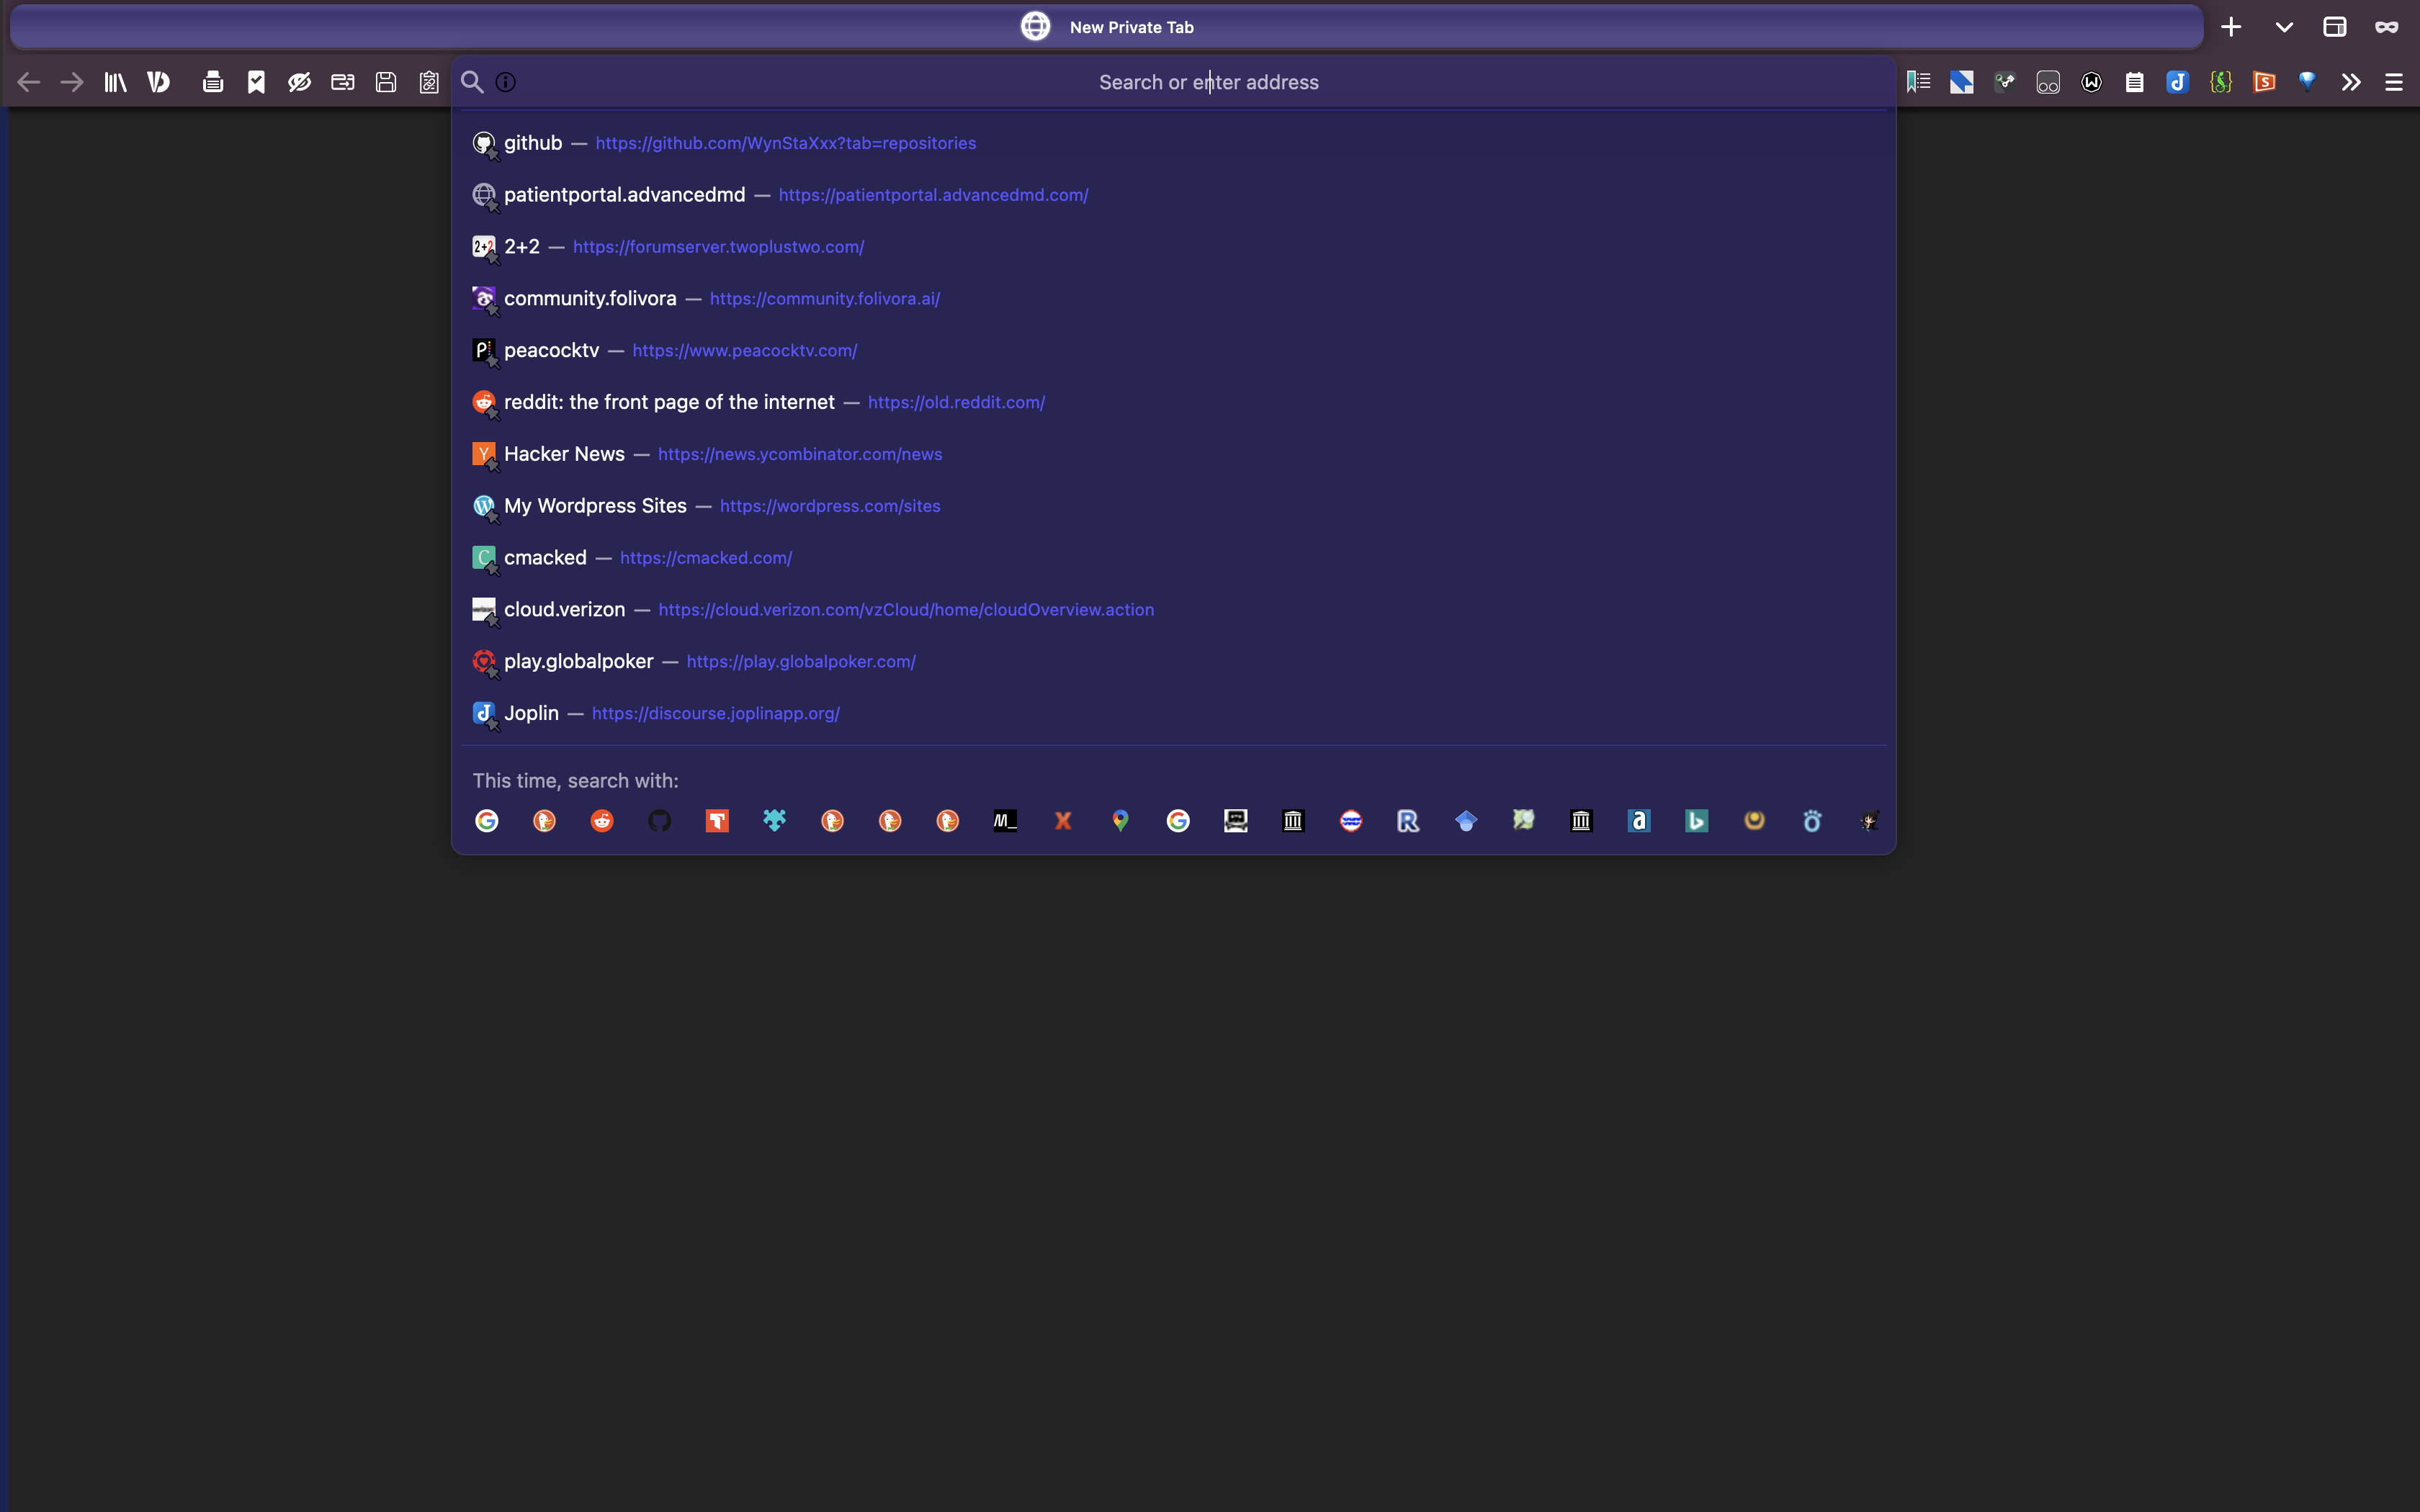 New Private Tab
Search or enter address
github — https://github.com/WynStaXxx?tab=repositories
patientportal.advancedmd — https://patientportal.advancedmd.com/
2+2 — https://forumserver.twoplustwo.com/
community.folivora — https://community.folivora.ai/
peacocktv — https://www.peacocktv.com/
reddit: the front page of the internet — https://old.reddit.com/
Hacker News — https://news.ycombinator.com/news
My Wordpress Sites — https://wordpress.com/sites
cmacked — https://cmacked.com/
cloud.verizon — https://cloud.verizon.com/vzCloud/home/cloudOverview.action
play.globalpoker — https://play.globalpoker.com/
Joplin — https://discourse.joplinapp.org/
This time, search with: